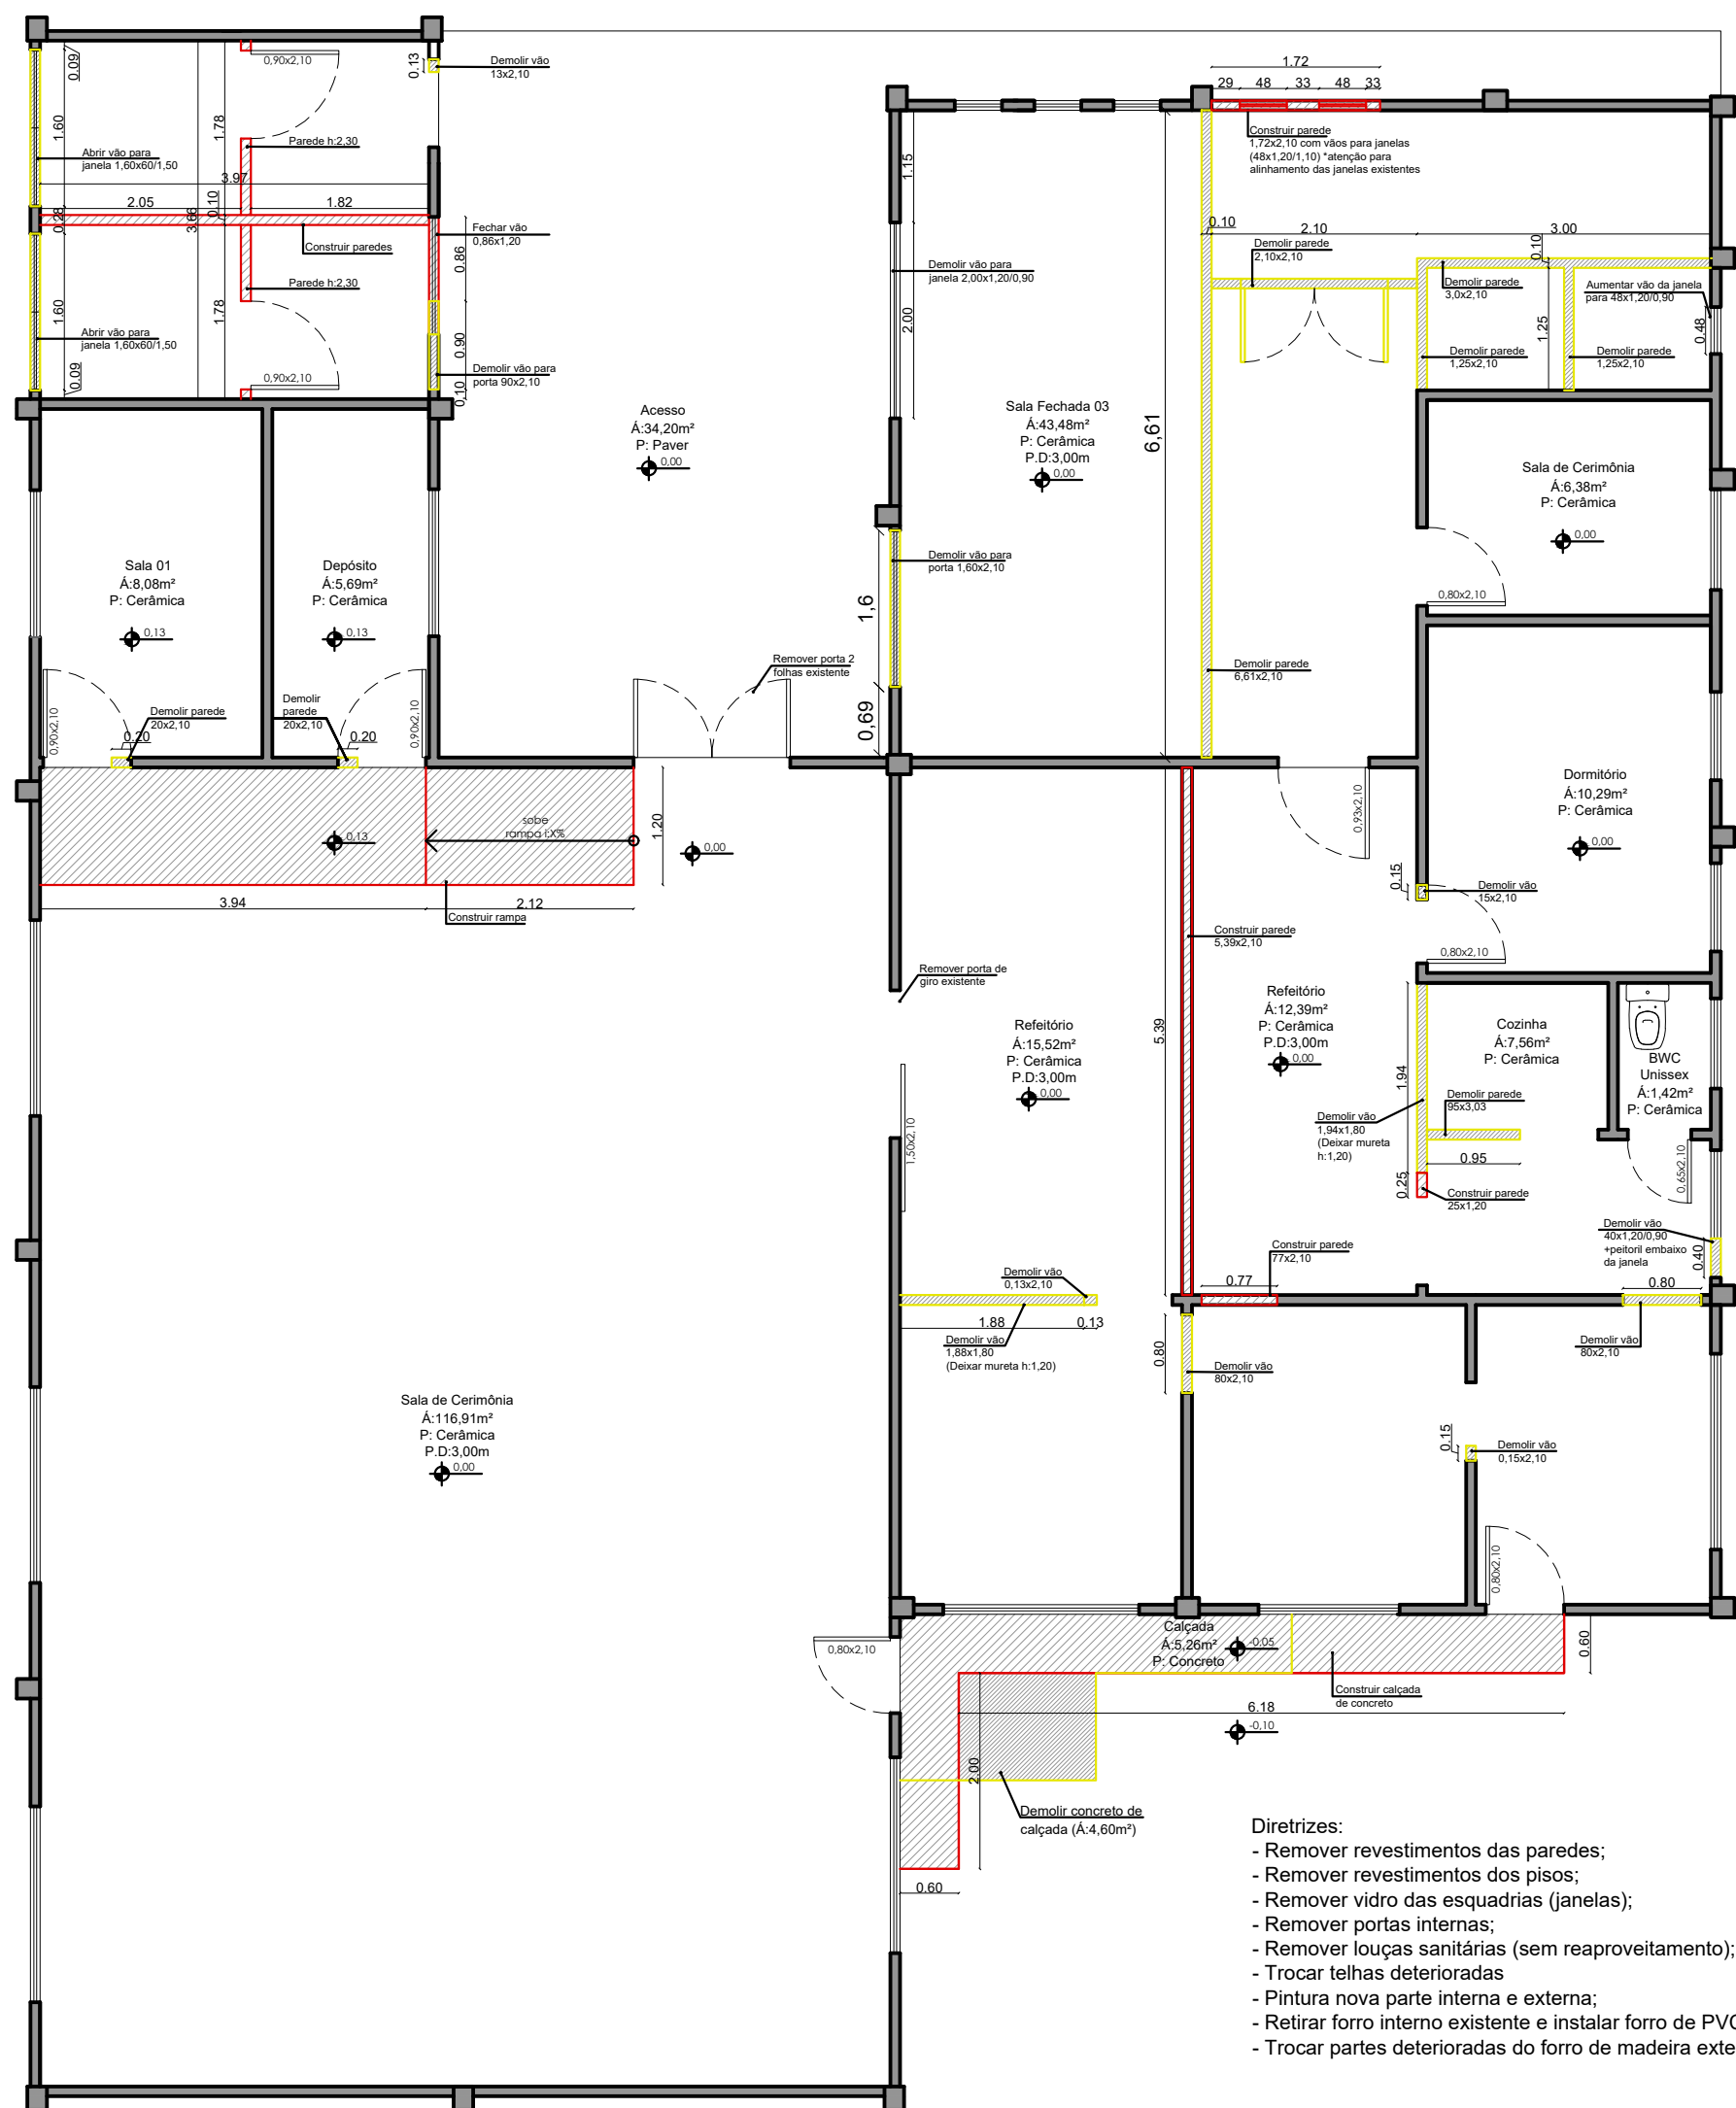 0.09
1.60
0.28
1.60
0.09
Abrir vão para
janela 1,60x60/1,50
Abrir vão para
janela 1,60x60/1,50
0,90x2,10
1.78
Parede h:2,30
3.97
2.05
3.66
0.10
1.82
Construir paredes
Parede h:2,30
1.78
0,90x2,10
0.13
Demolir vão
13x2,10
Fechar vão
0,86x1,20
0.86
0.90
0.10
Demolir vão para
porta 90x2,10
Acesso
Á:34,20m²
P: Paver
0,00
1.15
2.00
Demolir vão para
janela 2,00x1,20/0,90
Sala Fechada 03
Á:43,48m²
P: Cerâmica
P.D:3,00m
0,00
6,61
1.72
29
48
33
48
33
Construir parede
1,72x2,10 com vãos para janelas
(48x1,20/1,10) *atenção para
alinhamento das janelas existentes
0.10
2.10
3.00
Demolir parede
2,10x2,10
0.10
Demolir parede
3,0x2,10
Aumentar vão da janela
para 48x1,20/0,90
0.48
1.25
Demolir parede
1,25x2,10
Demolir parede
1,25x2,10
Sala de Cerimônia
Á:6,38m²
P: Cerâmica
0,00
0,80x2,10
Sala 01
Á:8,08m²
P: Cerâmica
0,13
Depósito
Á:5,69m²
P: Cerâmica
0,13
0,90x2,10
Demolir parede
20x2,10
0.20
Demolir
parede
20x2,10
0.20
0,90x2,10
Remover porta 2
folhas existente
Demolir vão para
porta 1,60x2,10
1,6
0,69
Demolir parede
6,61x2,10
Dormitório
Á:10,29m²
P: Cerâmica
0,00
sobe
rampa i:X%
0,13
1.20
0,00
3.94
2.12
Construir rampa
0,93x2,10
0.15
Demolir vão
15x2,10
0,80x2,10
Construir parede
5,39x2,10
Remover porta de
giro existente
Refeitório
Á:15,52m²
P: Cerâmica
P.D:3,00m
0,00
5.39
Refeitório
Á:12,39m²
P: Cerâmica
P.D:3,00m
0,00
1.94
Cozinha
Á:7,56m²
P: Cerâmica
BWC
Unissex
Á:1,42m²
P: Cerâmica
1,50x2,10
Demolir vão
1,94x1,80
(Deixar mureta
h:1,20)
Demolir parede
95x3,03
0.95
0.25
Construir parede
25x1,20
0,65x2,10
Demolir vão
40x1,20/0,90
+peitoril embaixo
da janela
0.40
0.80
Construir parede
77x2,10
0.77
Demolir vão
0,13x2,10
1.88
0.13
Demolir vão
1,88x1,80
(Deixar mureta h:1,20)
0.80
Demolir vão
80x2,10
Demolir vão
80x2,10
0.15
Demolir vão
0,15x2,10
Sala de Cerimônia
Á:116,91m²
P: Cerâmica
P.D:3,00m
0,00
0,80x2,10
0,80x2,10
Calçada
Á:5,26m²
P: Concreto
-0,05
0.60
Construir calçada
de concreto
6.18
-0,10
2.00
Demolir concreto de
calçada (Á:4,60m²)
0.60
Diretrizes:
- Remover revestimentos das paredes;
- Remover revestimentos dos pisos;
- Remover vidro das esquadrias (janelas);
- Remover portas internas;
- Remover louças sanitárias (sem reaproveitamento);
- Trocar telhas deterioradas
- Pintura nova parte interna e externa;
- Retirar forro interno existente e instalar forro de PVC
- Trocar partes deterioradas do forro de madeira exte